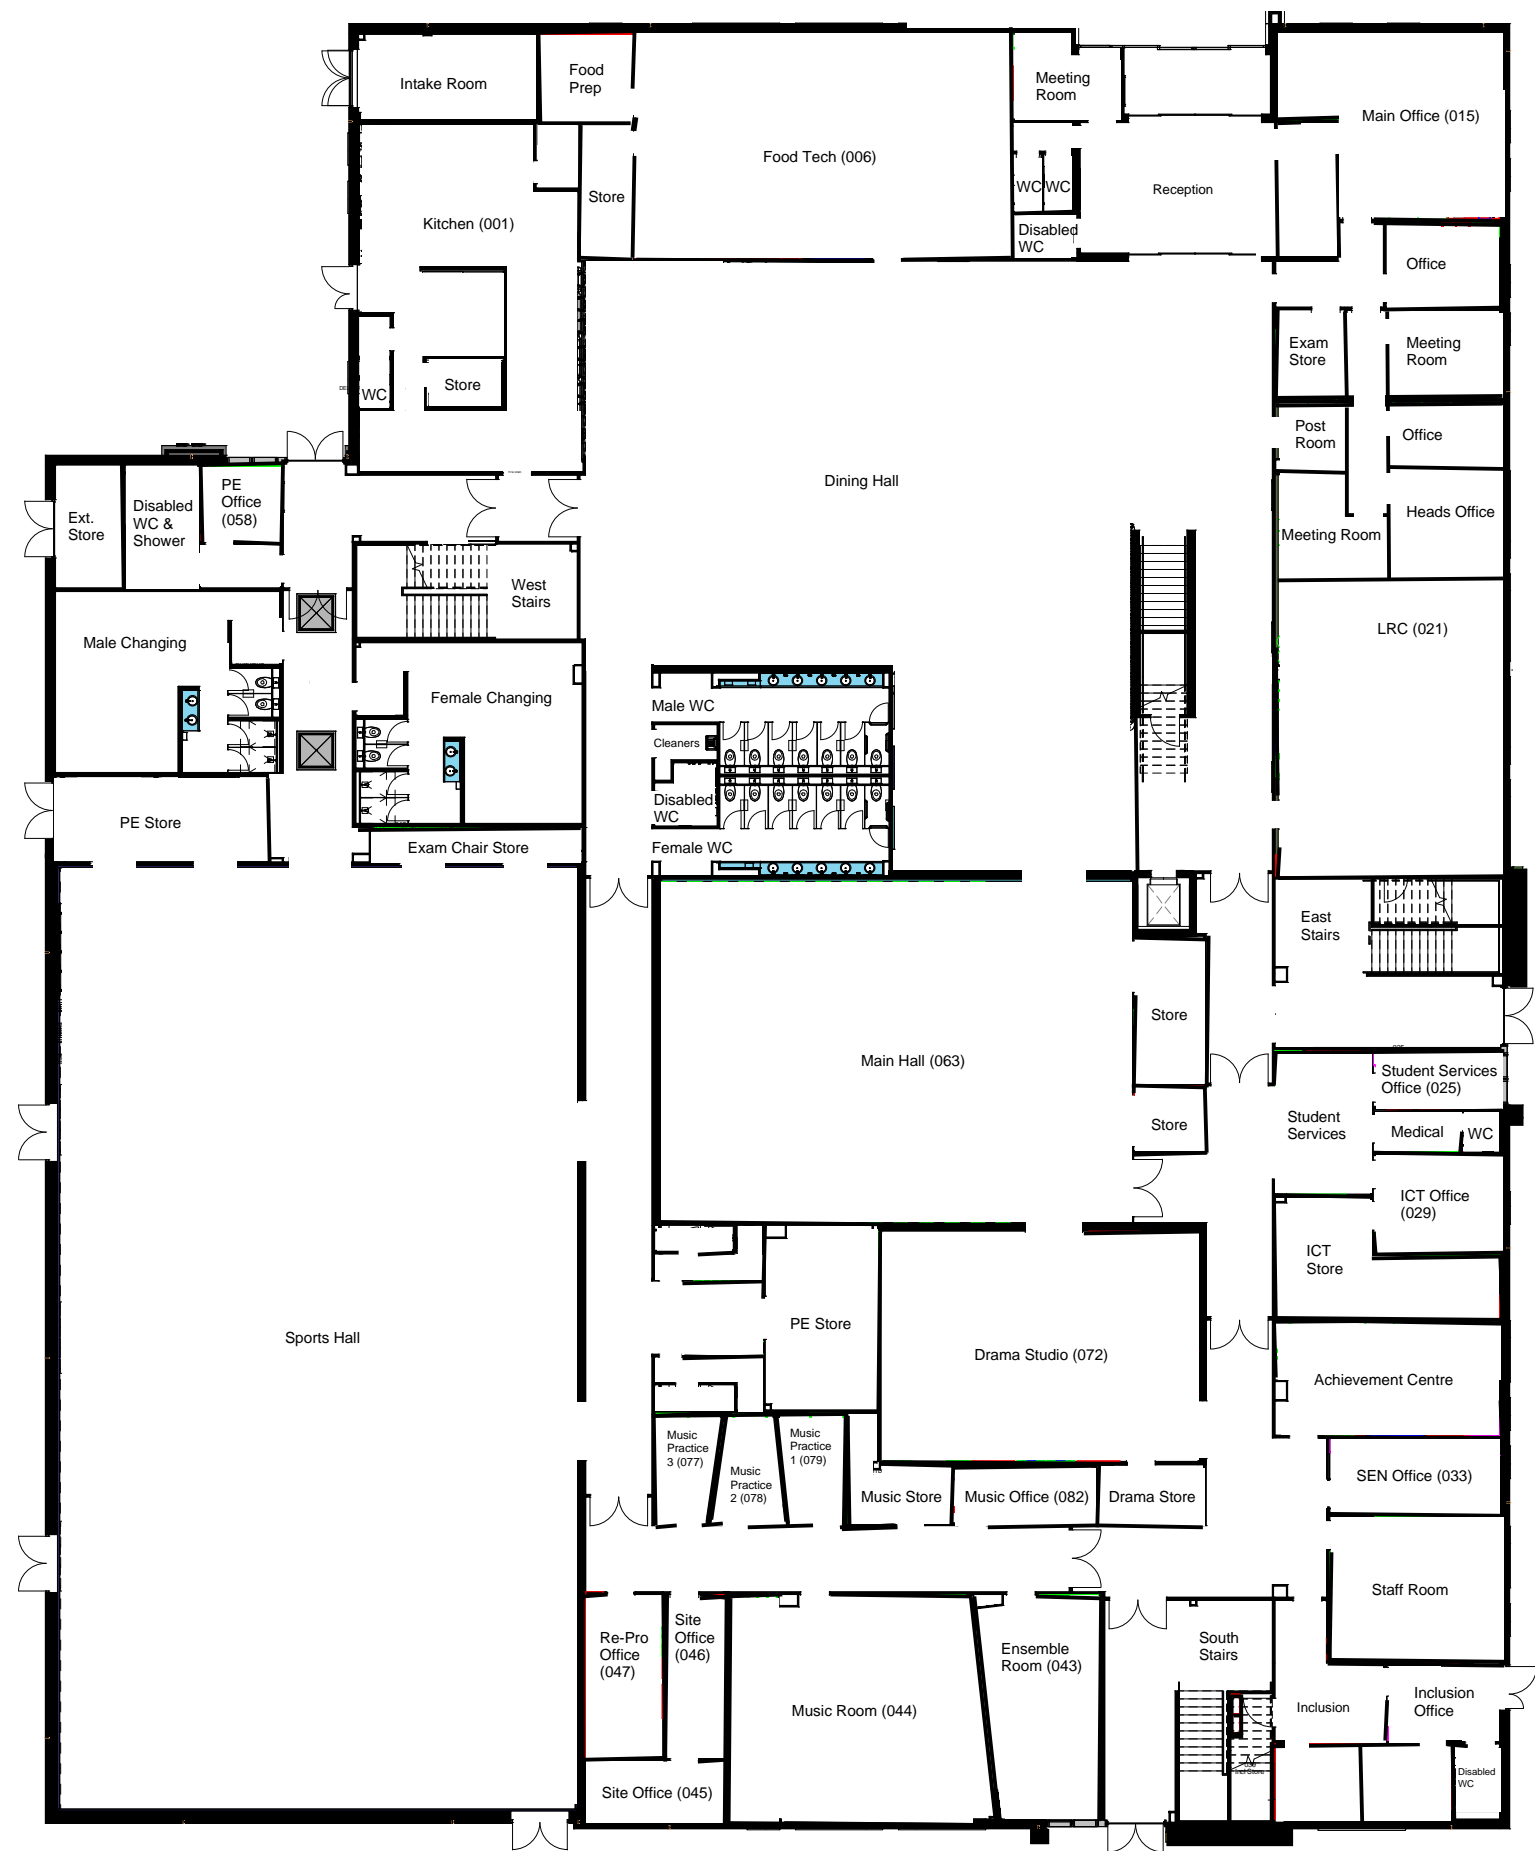 Intake Room
Food
Prep
Meeting
Room
Main Office (015)
Food Tech (006)
WC
WC
Reception
Store
Kitchen (001)
Disabled
WC
Office
Exam
Store
Meeting
Room
Store
WC
Post
Room
Office
Dining Hall
PE
Office
(058)
Disabled
WC &
Shower
Ext.
Store
Heads Office
Meeting Room
West
Stairs
LRC (021)
Male Changing
Female Changing
Male WC
Cleaners
Disabled
WC
Female WC
PE Store
Exam Chair Store
East
Stairs
Store
Main Hall (063)
Student Services
Office (025)
Student
Services
Store
Medical
WC
ICT Office
(029)
ICT
Store
Sports Hall
PE Store
Drama Studio (072)
Achievement Centre
Music
Practice
3 (077)
Music
Practice
2 (078)
Music
Practice
1 (079)
SEN Office (033)
Music Store
Music Office (082)
Drama Store
Staff Room
Re-Pro
Office
(047)
Site
Office
(046)
Ensemble
Room (043)
South
Stairs
Music Room (044)
Inclusion
Inclusion
Office
Disabled
WC
Site Office (045)